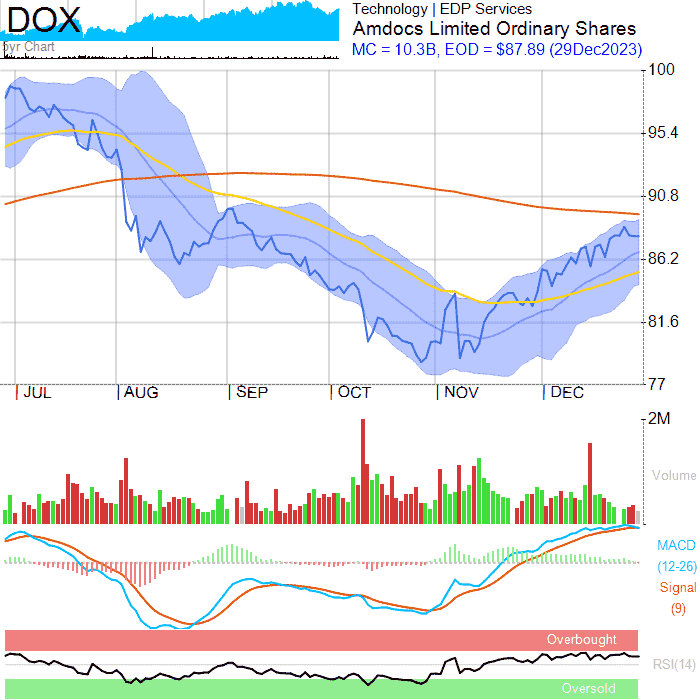 DOX
5yr Chart
Technology | EDP Services
Amdocs Limited Ordinary Shares
MC = 10.3B, EOD = $87.89 (29Dec2023)
100
95.4
90.8
86.2
81.6
77
JUL AUG SEP OCT NOV DEC
2M
Volume
MACD
(12-26)
Signal
(9)
Overbought
RSI(14)
Oversold